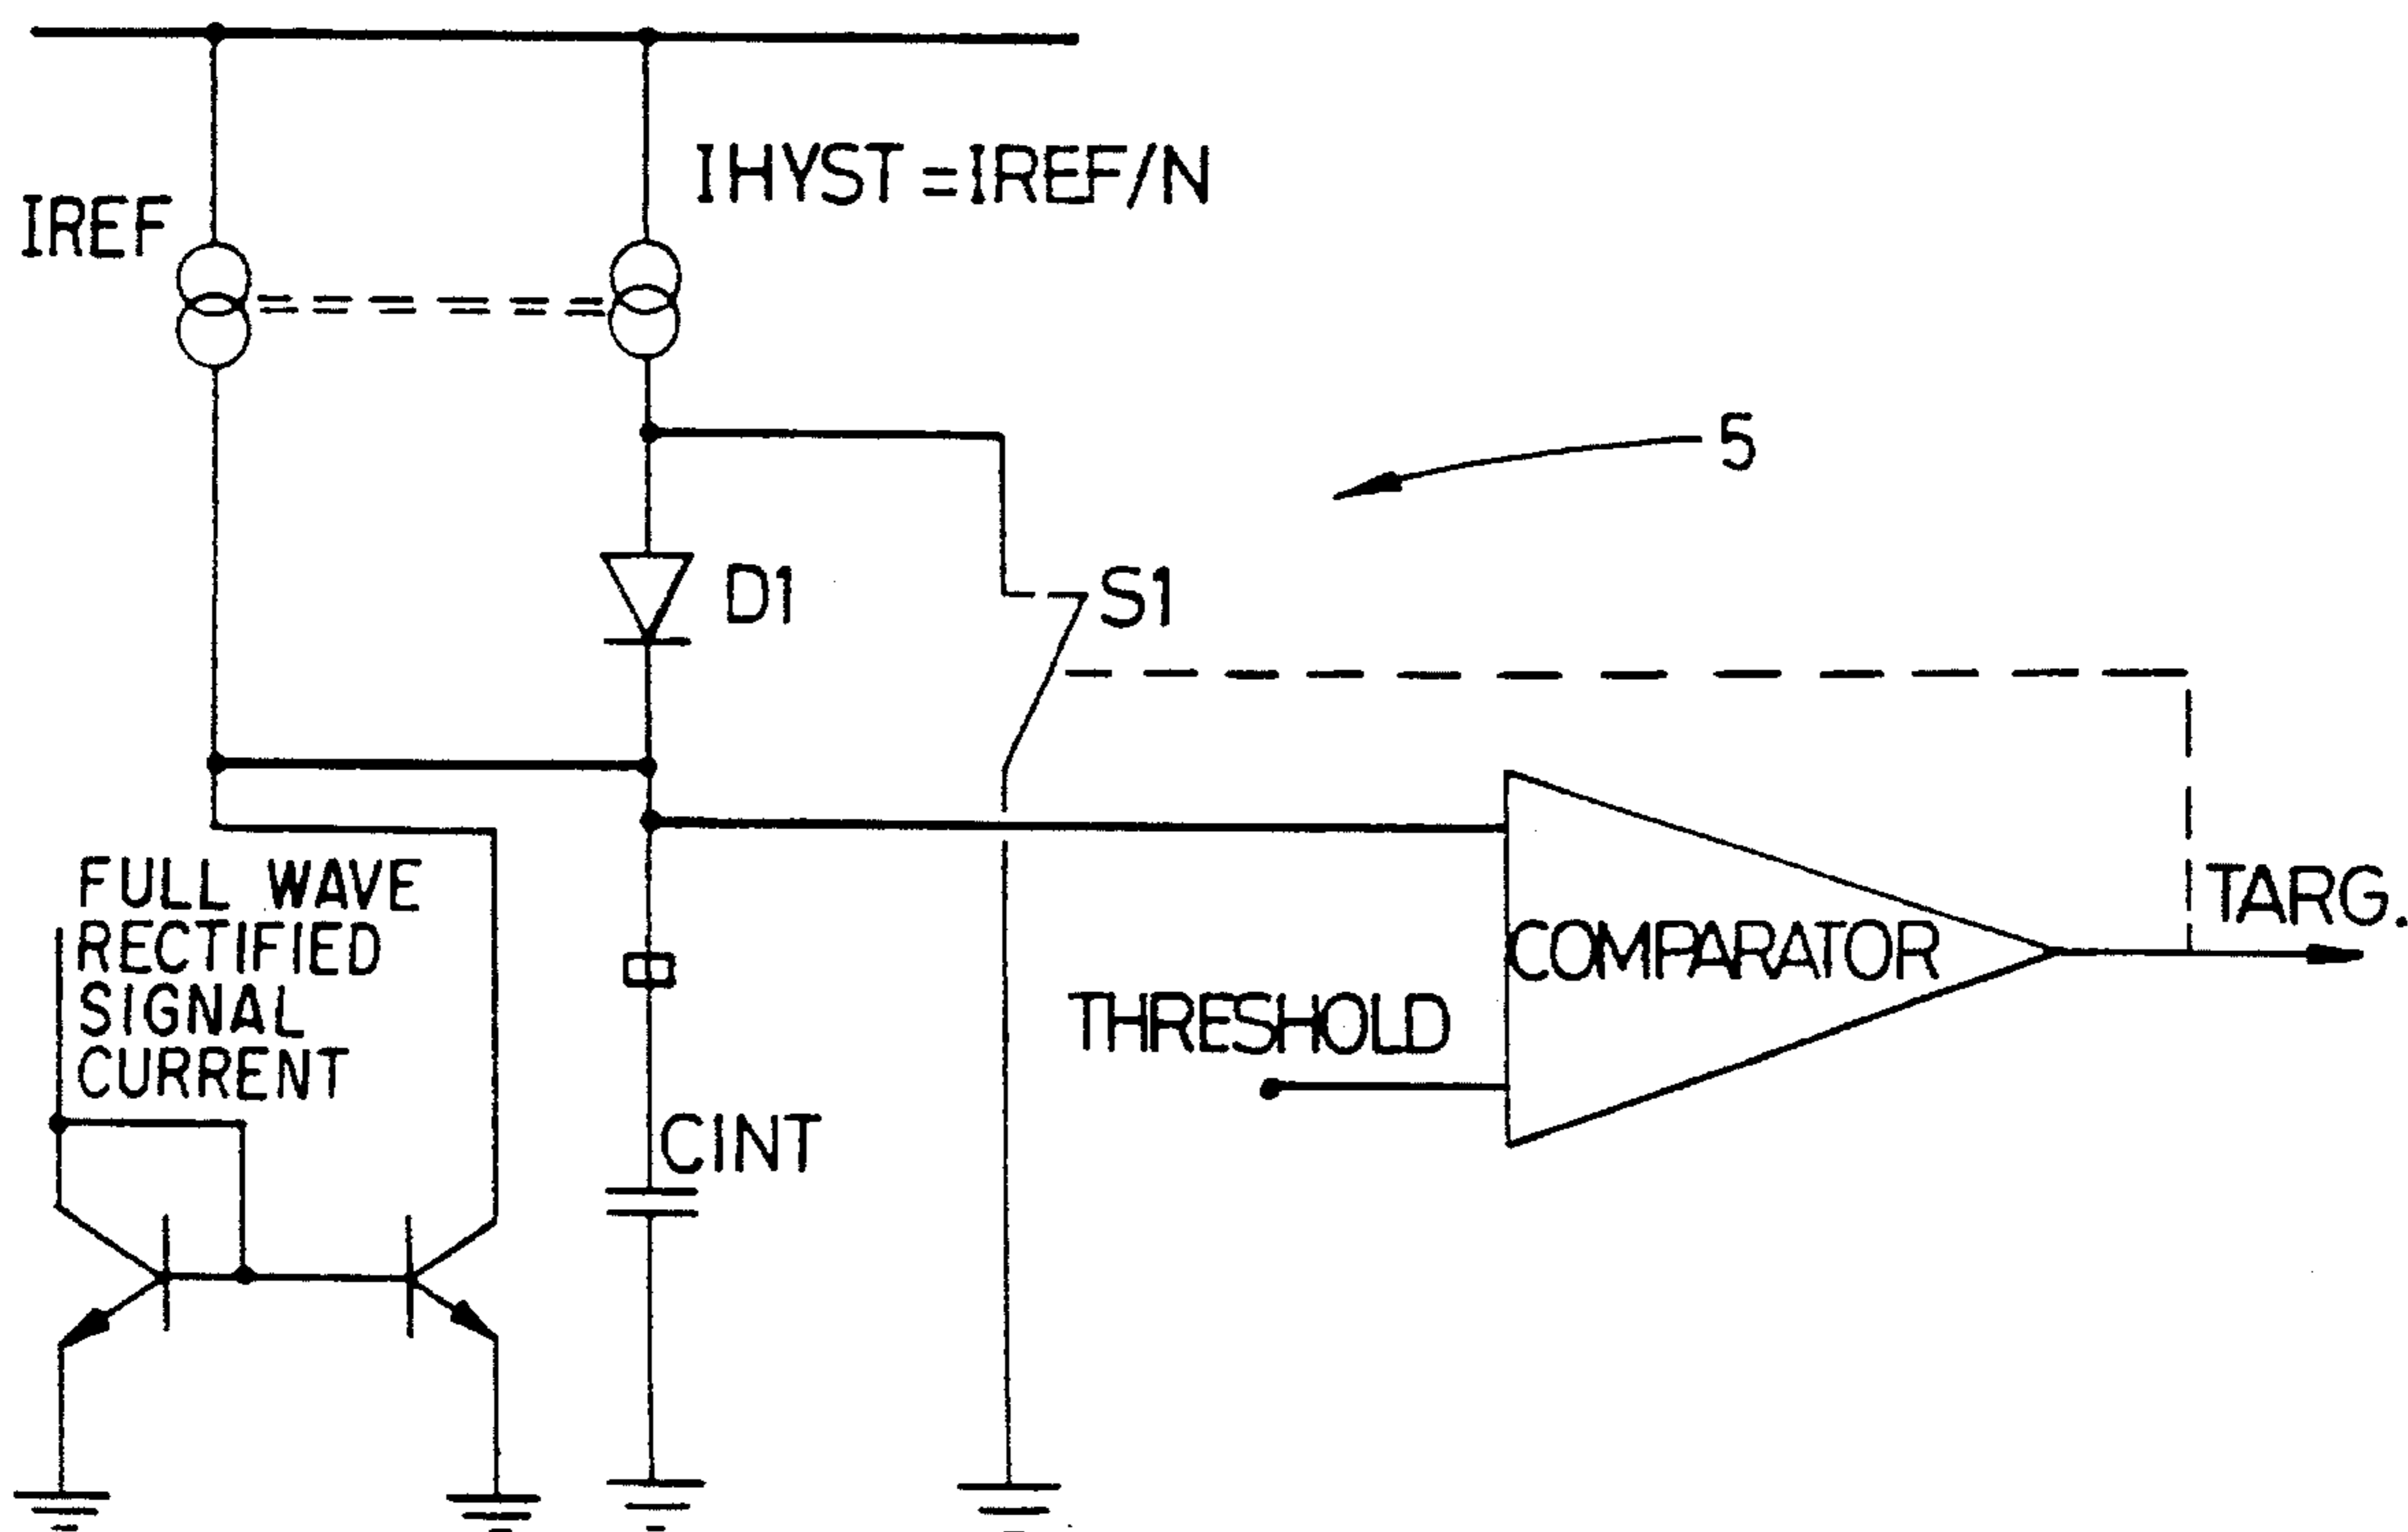 IHYST = IREF/N
IREF
5
D1
S1
FULL WAVE
RECTIFIED
SIGNAL
CURRENT
TARG.
COMPARATOR
THRESHOLD
CINT